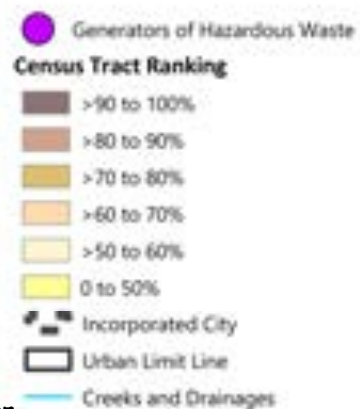 Generators of Hazardous Waste
Census Tract Ranking
>90 to 100%
>80 to 90%
>70 to 80%
>60 to 70%
>50 to 60%
0 to 50%
Incorporated City
Urban Limit Line
Creeks and Drainages